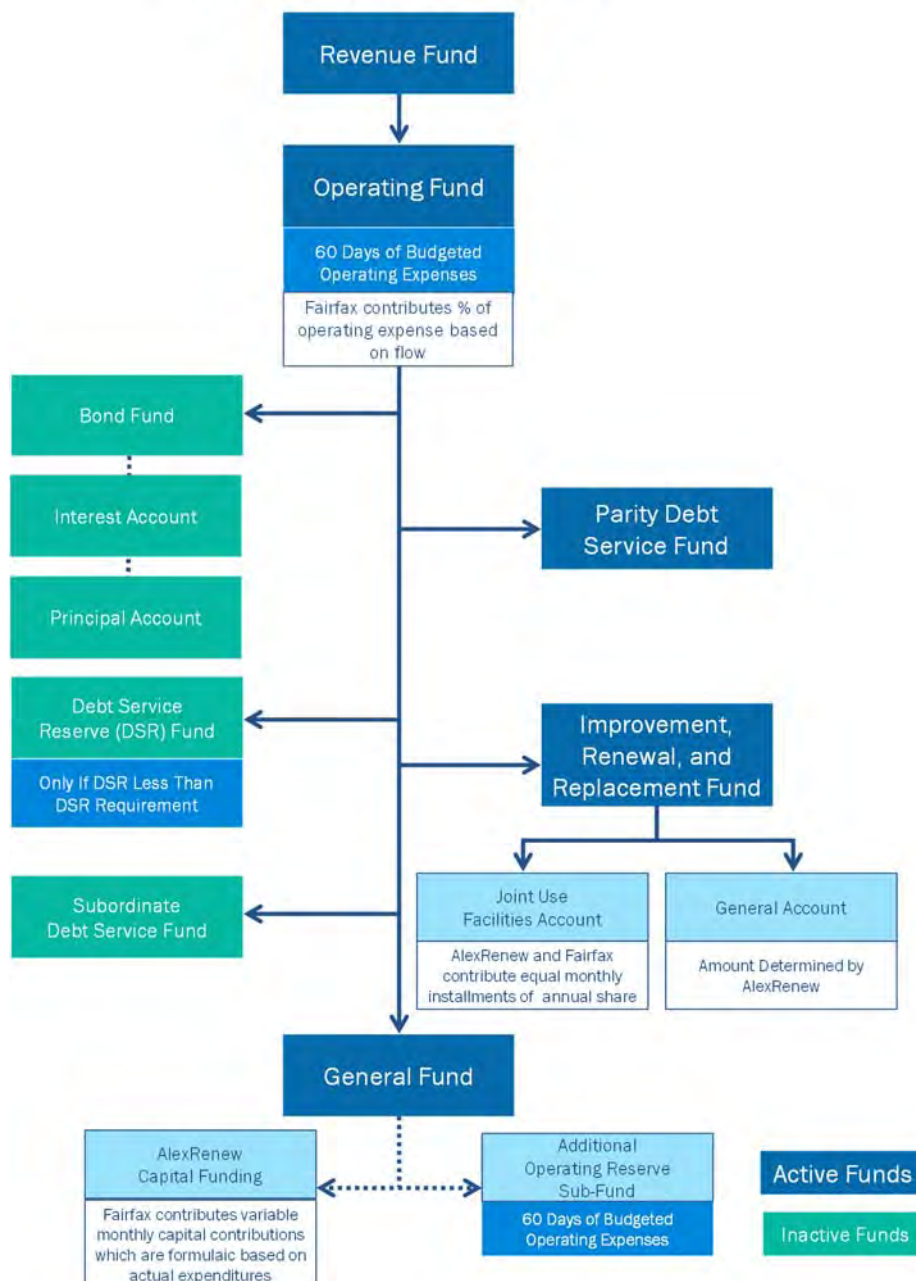 Revenue Fund
Operating Fund
60 Days of Budgeted
Operating Expenses
Fairfax contributes % of
operating expense based
on flow
Bond Fund
Interest Account
Principal Account
Parity Debt
Service Fund
Debt Service
Reserve (DSR) Fund
Only If DSR Less Than
DSR Requirement
Improvement,
Renewal, and
Replacement Fund
Subordinate
Debt Service Fund
Joint Use
Facilities Account
AlexRenew and Fairfax
contribute equal monthly
installments of annual share
General Account
Amount Determined by
AlexRenew
General Fund
AlexRenew
Capital Funding
Fairfax contributes variable
monthly capital contributions
which are formulaic based on
actual expenditures
Additional
Operating Reserve
Sub-Fund
60 Days of Budgeted
Operating Expenses
Active Funds
Inactive Funds